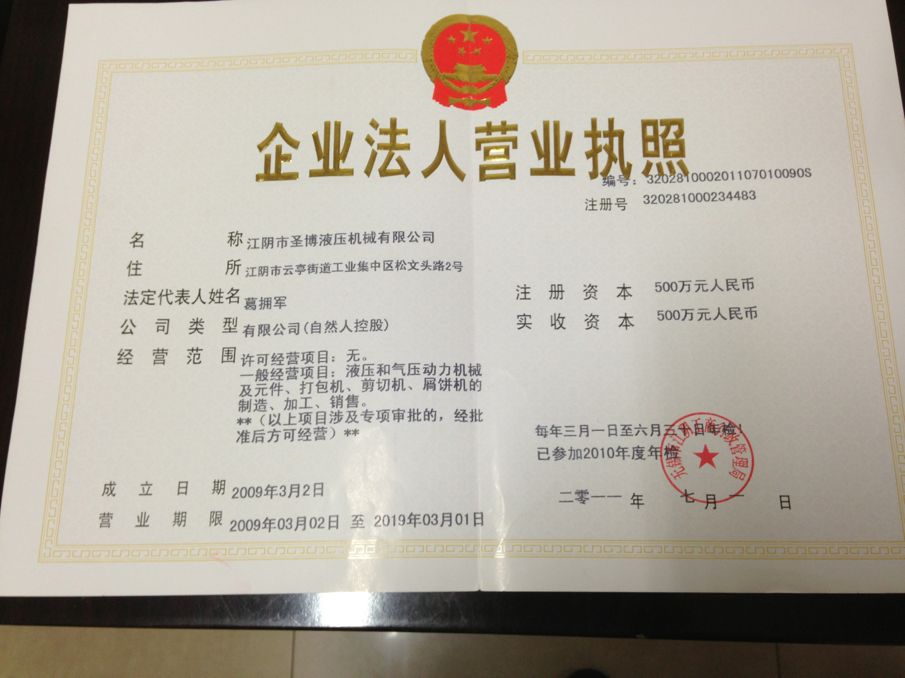 企业法人营业执照
编号：320281000201107010090S
注册号 320281000234483
名称 江阴市圣博液压机械有限公司
住所 江阴市云亭街道工业集中区松文头路2号
法定代表人姓名 葛拥军
注册资本 500万元人民币
公司类型 有限公司(自然人控股)
实收资本 500万元人民币
经营范围 许可经营项目：无。
一般经营项目：液压和气压动力机械
及元件、打包机、剪切机、屑饼机的
制造、加工、销售。
**（以上项目涉及专项审批的，经批
准后方可经营）**
每年三月一日至六月三十日年检！
已参加2010年度年检
成立日期 2009年3月2日
二零一一年七月一日
营业期限 2009年03月02日 至 2019年03月01日